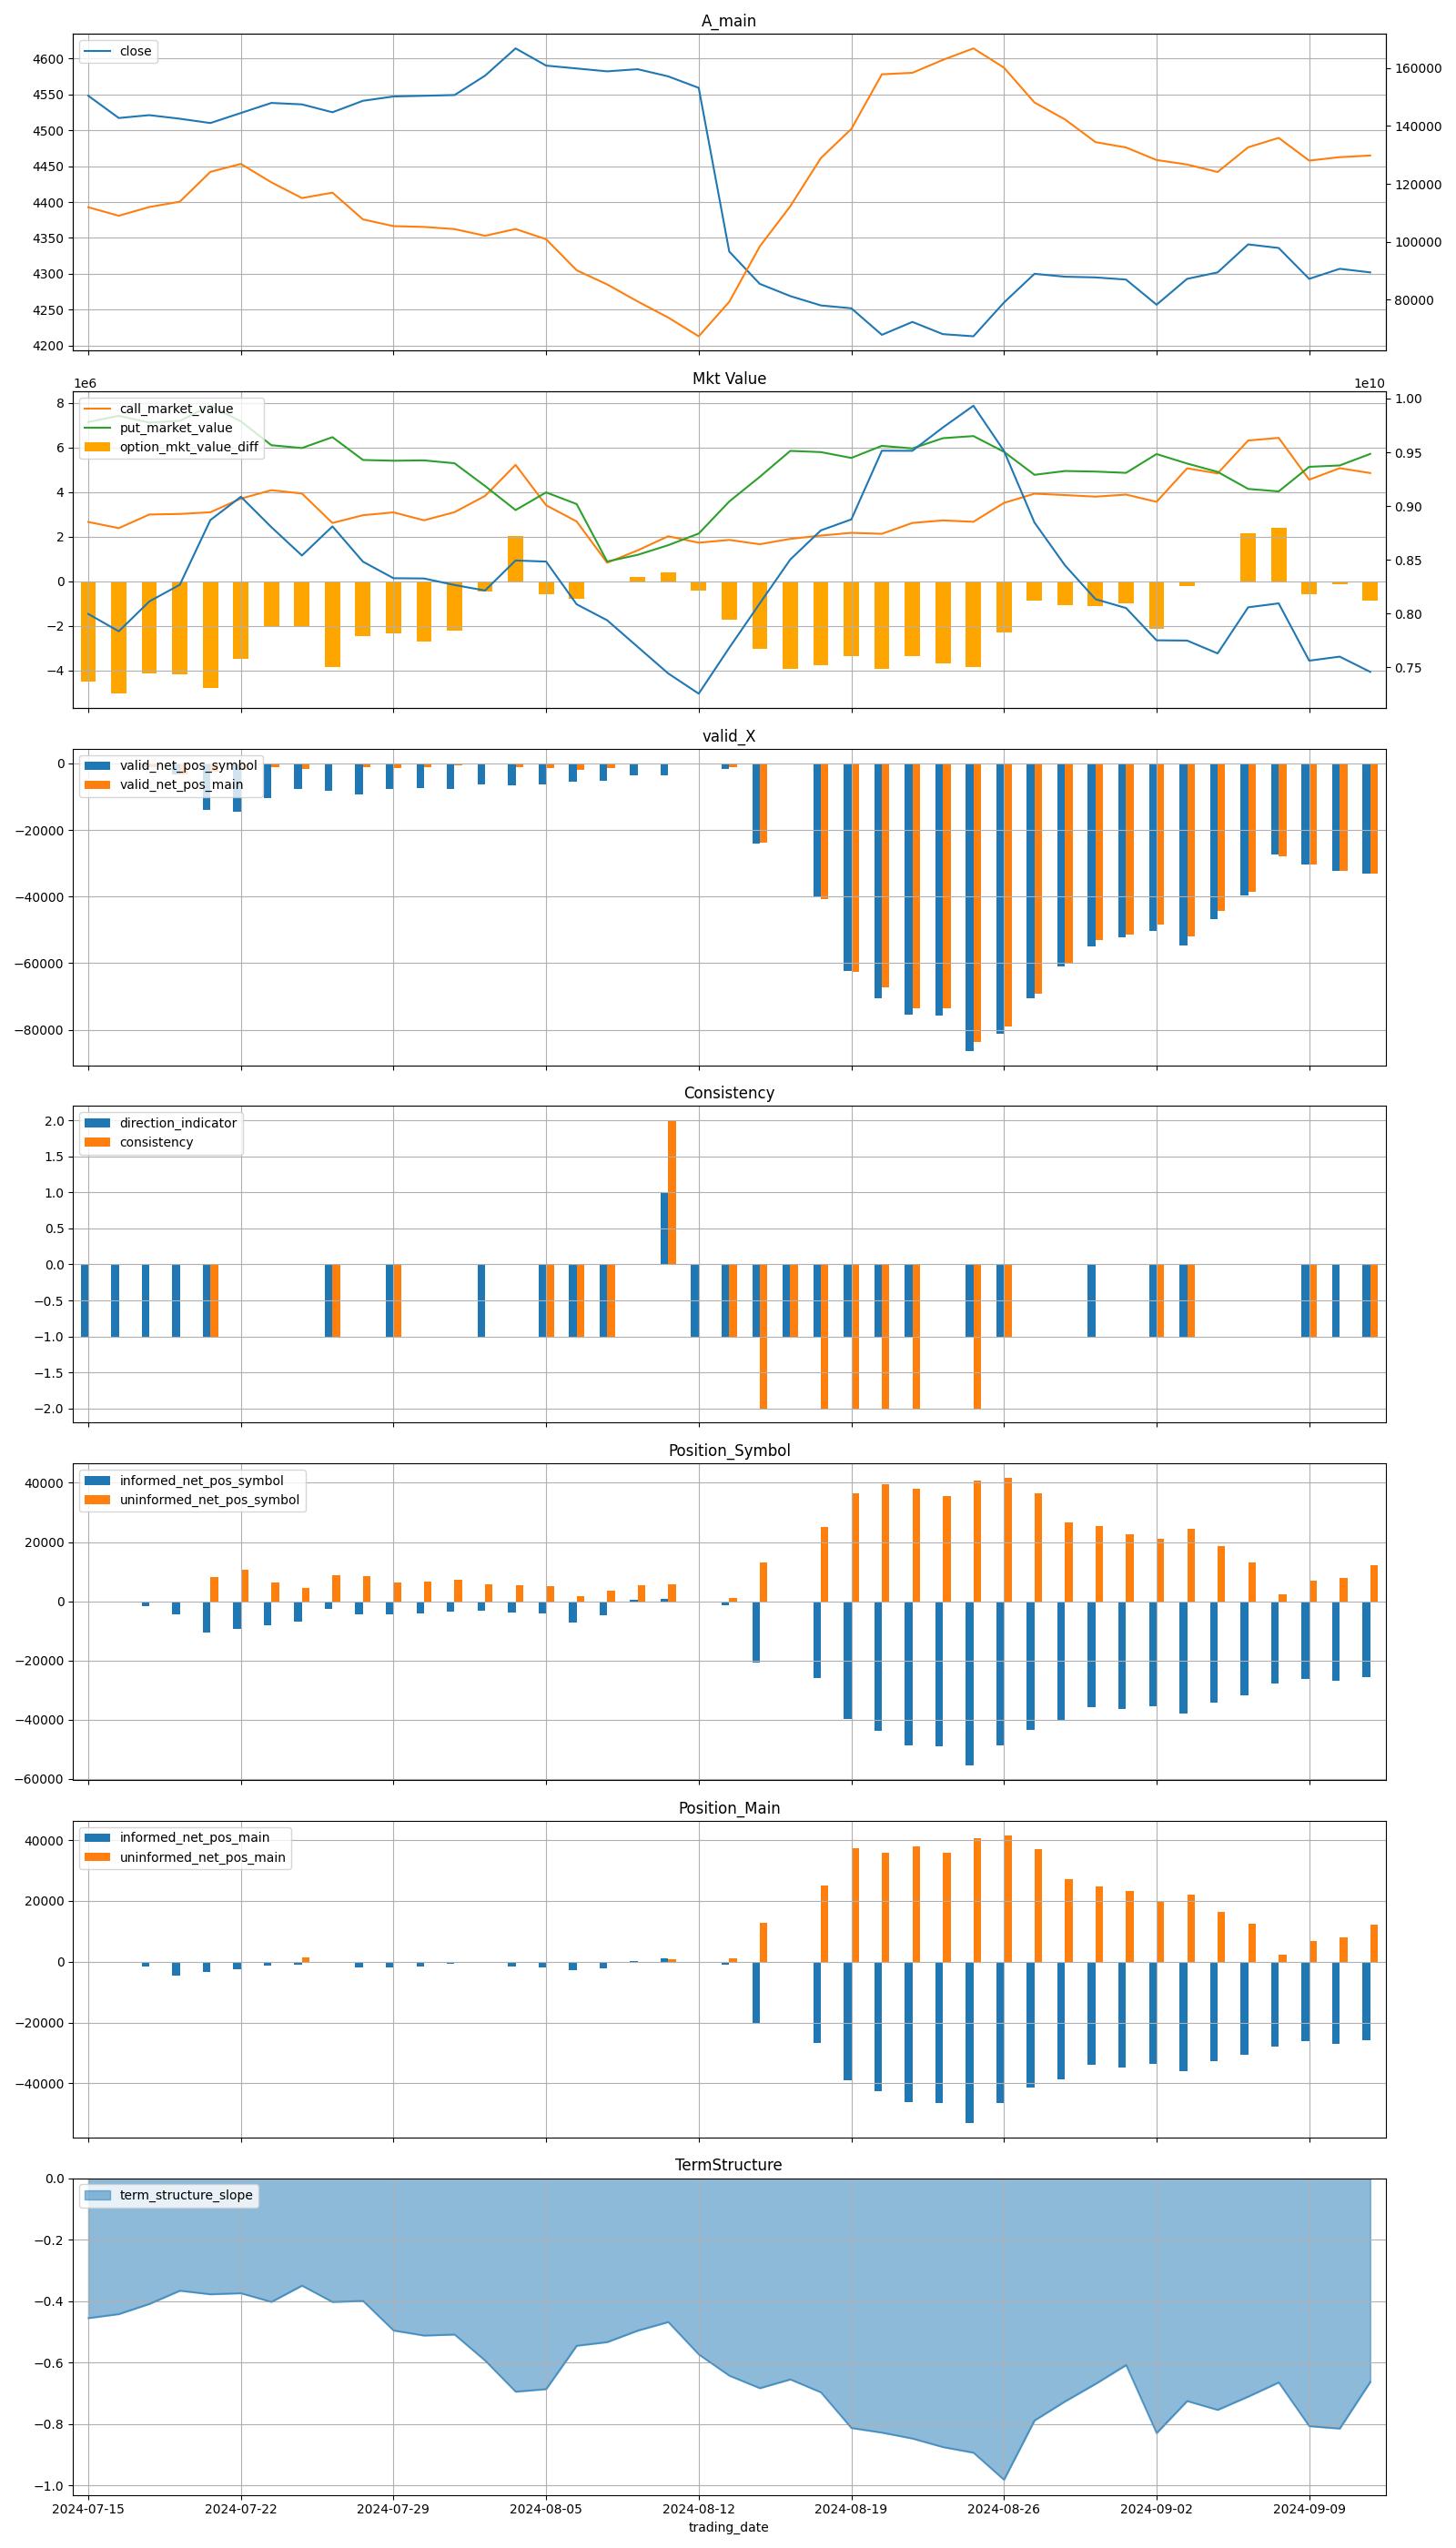 A_main
close
4600
4550
4500
4450
4400
4350
4300
4250
4200
160000
140000
120000
100000
80000
Mkt Value
1e6
1e10
call_market_value
put_market_value
option_mkt_value_diff
8
6
4
2
0
−2
−4
1.00
0.95
0.90
0.85
0.80
0.75
valid_X
valid_net_pos_symbol
valid_net_pos_main
0
−20000
−40000
−60000
−80000
Consistency
direction_indicator
consistency
2.0
1.5
1.0
0.5
0.0
−0.5
−1.0
−1.5
−2.0
Position_Symbol
informed_net_pos_symbol
uninformed_net_pos_symbol
40000
20000
0
−20000
−40000
−60000
Position_Main
informed_net_pos_main
uninformed_net_pos_main
40000
20000
0
−20000
−40000
TermStructure
term_structure_slope
0.0
−0.2
−0.4
−0.6
−0.8
−1.0
2024-07-15
2024-07-22
2024-07-29
2024-08-05
2024-08-12
2024-08-19
2024-08-26
2024-09-02
2024-09-09
trading_date